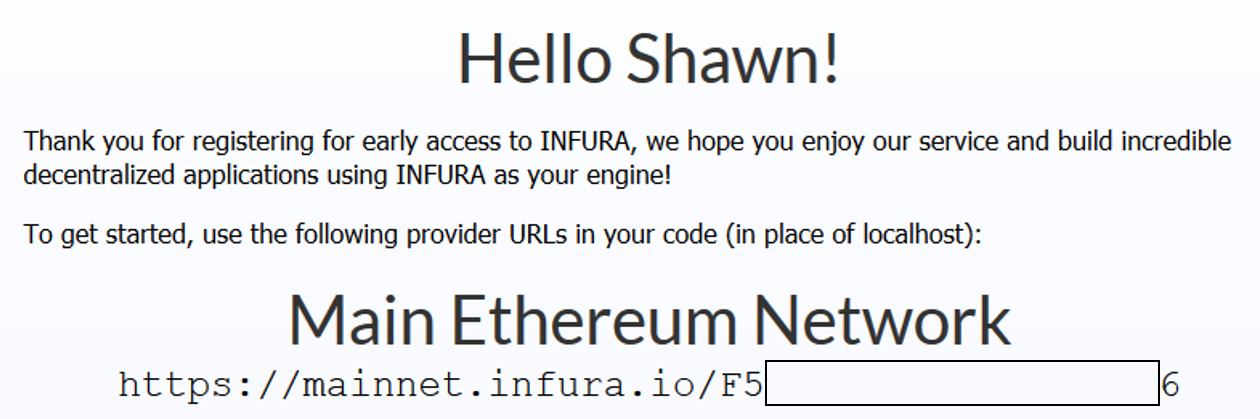 Hello Shawn!
Thank you for registering for early access to INFURA, we hope you enjoy our service and build incredible
decentralized applications using INFURA as your engine!
To get started, use the following provider URLs in your code (in place of localhost):
Main Ethereum Network
https://mainnet.infura.io/F5 6